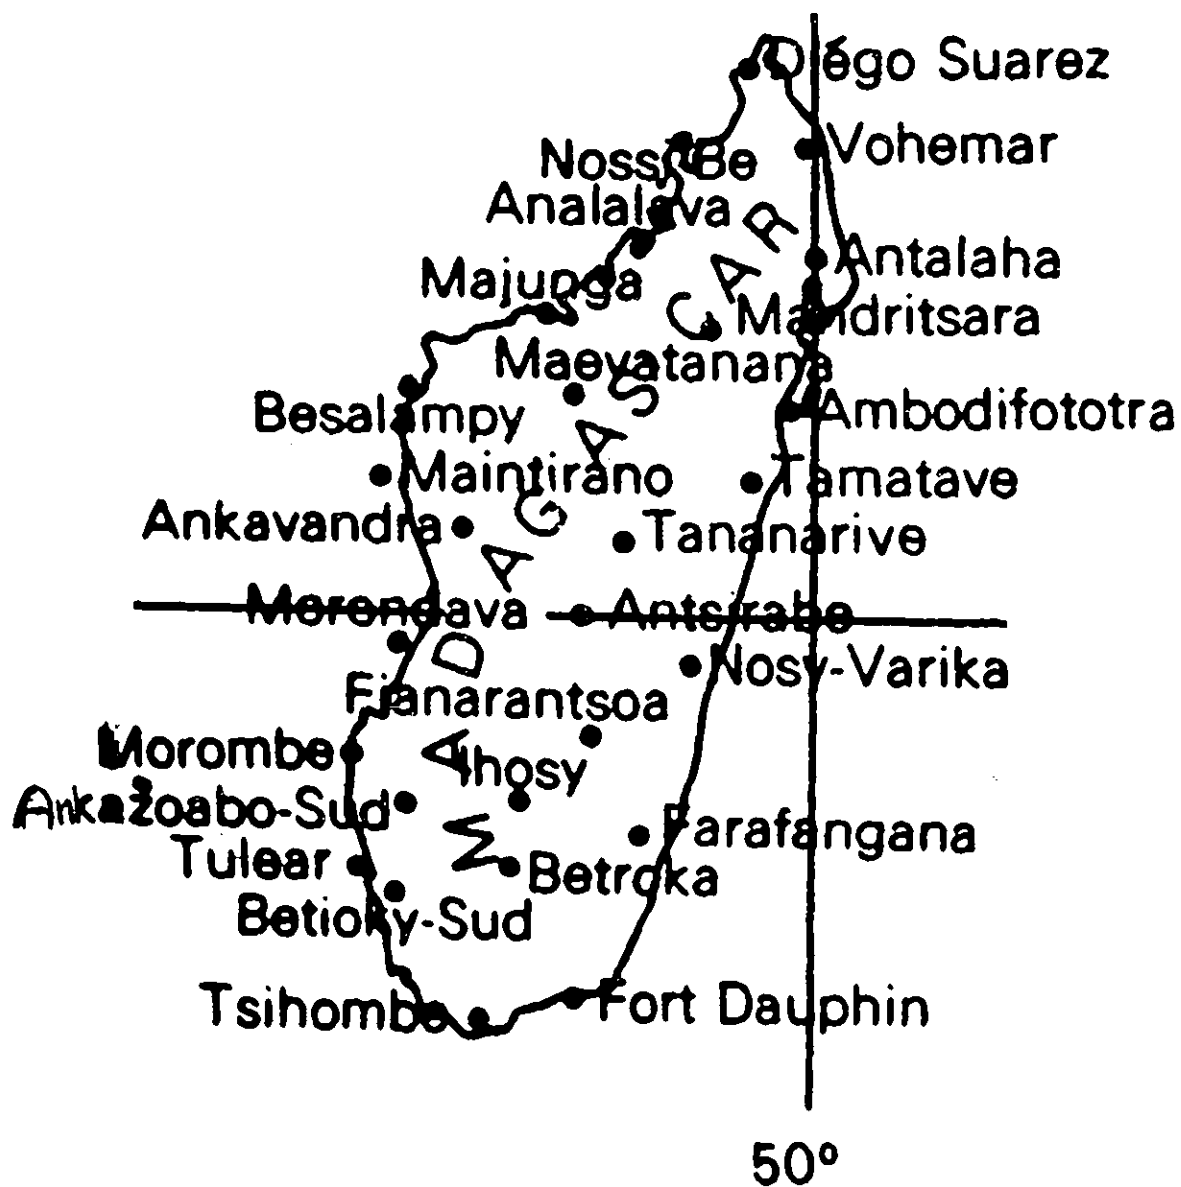 Diégo Suarez
Vohemar
Nossi Be
Analalava
Antalaha
Majunga
Mandritsara
Maevatanana
Besalampy
Ambodifototra
Maintirano
Tamatave
Ankavandra
Tananarive
Morondava
Antsirabe
Nosy-Varika
Fianarantsoa
Morombe
Ihosy
Ankazoabo-Sud
Farafangana
Tulear
Betroka
Betioky-Sud
Tsihombe
Fort Dauphin
MADAGASCAR
50°